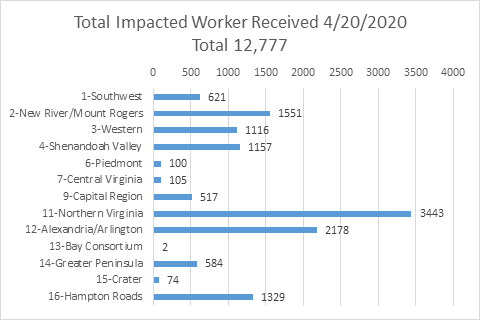 Total Impacted Worker Received 4/20/2020
Total 12,777
0 500 1000 1500 2000 2500 3000 3500 4000
1-Southwest 621
2-New River/Mount Rogers 1551
3-Western 1116
4-Shenandoah Valley 1157
6-Piedmont 100
7-Central Virginia 105
9-Capital Region 517
11-Northern Virginia 3443
12-Alexandria/Arlington 2178
13-Bay Consortium 2
14-Greater Peninsula 584
15-Crater 74
16-Hampton Roads 1329